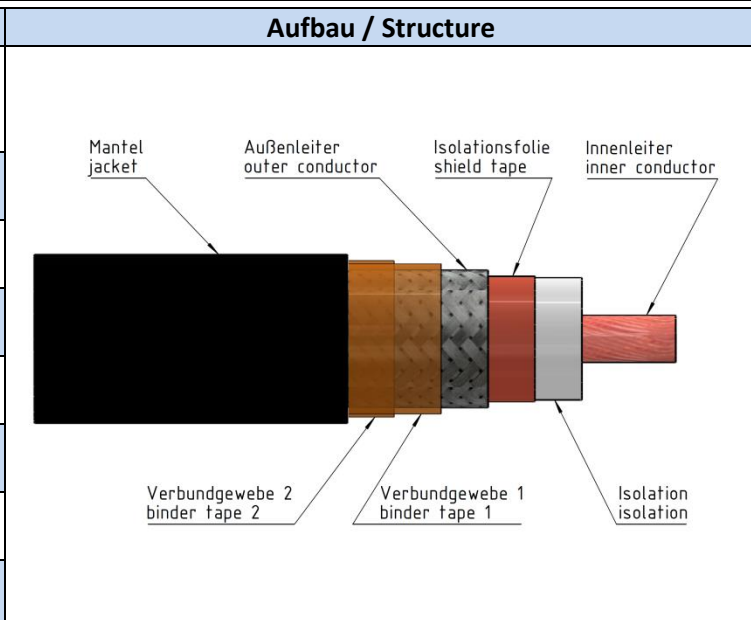 Aufbau / Structure
Mantel
jacket
Außenleiter
outer conductor
Isolationsfolie
shield tape
Innenleiter
inner conductor
Verbundgewebe 2
binder tape 2
Verbundgewebe 1
binder tape 1
Isolation
isolation